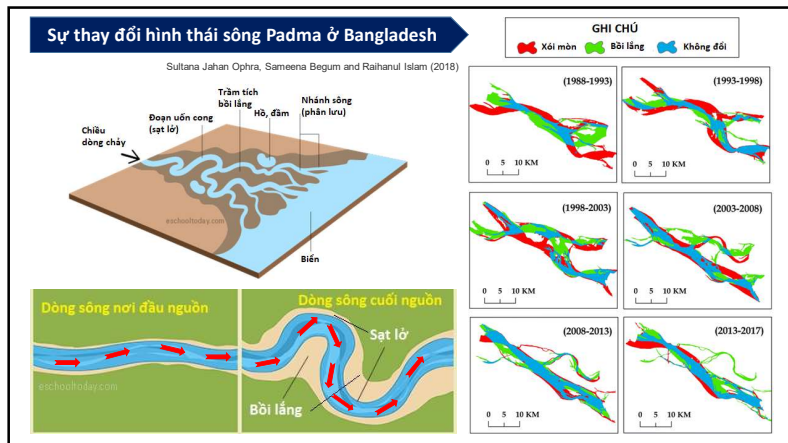 Sự thay đổi hình thái sông Padma ở Bangladesh
Sultana Jahan Ophra, Sameena Begum and Raihanul Islam (2018)
Chiều
dòng chảy
Đoạn uốn cong
(sạt lở)
Trầm tích
bồi lắng
Hồ, đầm
Nhánh sông
(phân lưu)
Biển
eschooltoday.com
Dòng sông nơi đầu nguồn
eschooltoday.com
Dòng sông cuối nguồn
Sạt lở
Bồi lắng
GHI CHÚ
Xói mòn
Bồi lắng
Không đổi
(1988-1993)
0 5 10 KM
(1993-1998)
0 5 10 KM
(1998-2003)
0 5 10 KM
(2003-2008)
0 5 10 KM
(2008-2013)
0 5 10 KM
(2013-2017)
0 5 10 KM